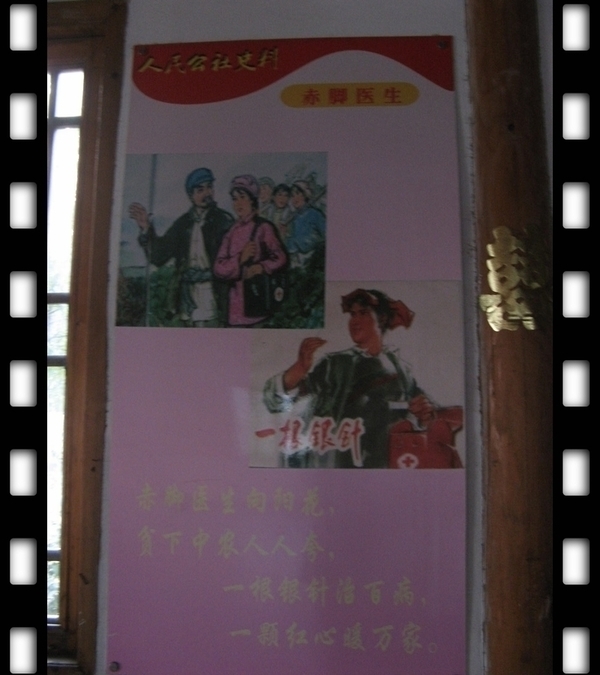 人民公社史料
赤脚医生
一根银针
赤脚医生向阳花，
贫下中农人人夸，
一根银针治百病，
一颗红心暖万家。